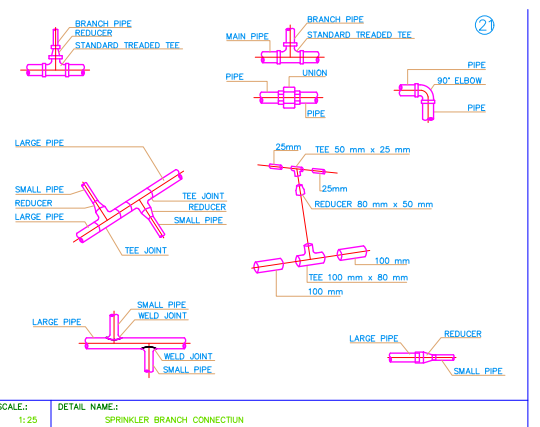 BRANCH PIPE
REDUCER
STANDARD TREADED TEE
BRANCH PIPE
MAIN PIPE
STANDARD TREADED TEE
21
PIPE
UNION
PIPE
PIPE
90° ELBOW
PIPE
LARGE PIPE
SMALL PIPE
REDUCER
LARGE PIPE
TEE JOINT
REDUCER
SMALL PIPE
TEE JOINT
25mm
TEE 50 mm x 25 mm
25mm
REDUCER 80 mm x 50 mm
100 mm
TEE 100 mm x 80 mm
100 mm
SMALL PIPE
WELD JOINT
LARGE PIPE
WELD JOINT
SMALL PIPE
LARGE PIPE
REDUCER
SMALL PIPE
SCALE.:
1:25
DETAIL NAME.:
SPRINKLER BRANCH CONNECTIUN